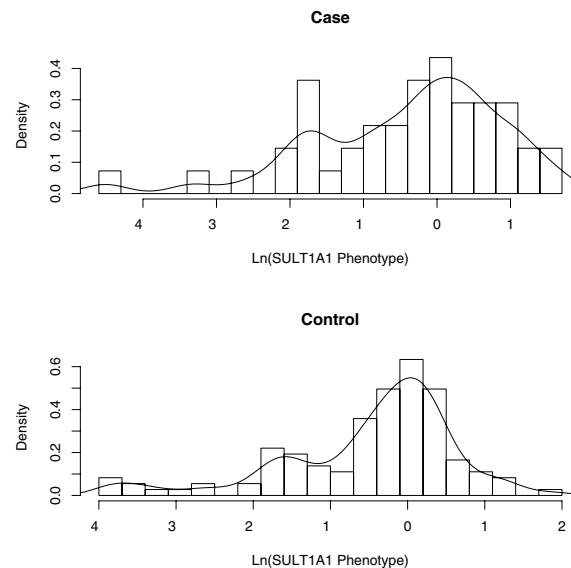 Case
Density
0.0 0.1 0.2 0.3 0.4
4 3 2 1 0 1
Ln(SULT1A1 Phenotype)
Control
Density
0.0 0.2 0.4 0.6
4 3 2 1 0 1 2
Ln(SULT1A1 Phenotype)